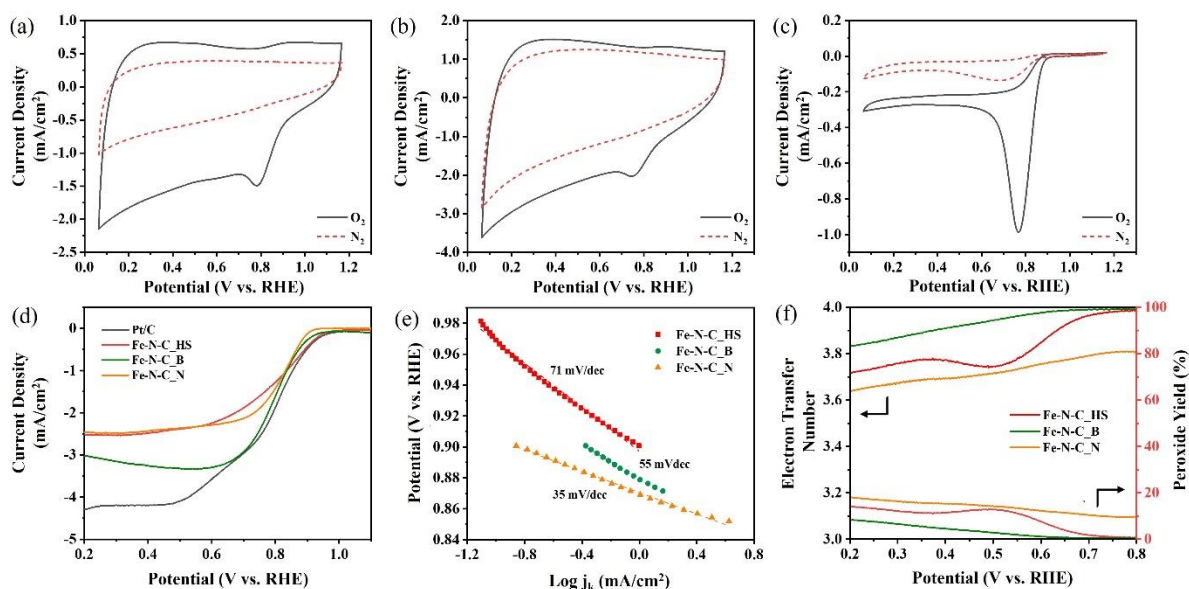 (a)
1.0
0.5
0.0
-0.5
-1.0
-1.5
-2.0
-2.5
Current Density
(mA/cm²)
O₂
N₂
0.0 0.2 0.4 0.6 0.8 1.0 1.2
Potential (V vs. RHE)
(b)
2.0
1.0
0.0
-1.0
-2.0
-3.0
-4.0
Current Density
(mA/cm²)
O₂
N₂
0.0 0.2 0.4 0.6 0.8 1.0 1.2
Potential (V vs. RHE)
(c)
0.2
0.0
-0.2
-0.4
-0.6
-0.8
-1.0
Current Density
(mA/cm²)
O₂
N₂
0.0 0.2 0.4 0.6 0.8 1.0 1.2
Potential (V vs. RHE)
(d)
1
0
-1
-2
-3
-4
-5
Current Density
(mA/cm²)
Pt/C
Fe-N-C_HS
Fe-N-C_B
Fe-N-C_N
0.2 0.4 0.6 0.8 1.0
Potential (V vs. RHE)
(e)
0.98
0.96
0.94
0.92
0.90
0.88
0.86
0.84
Potential (V vs. RHE)
Fe-N-C_HS
Fe-N-C_B
Fe-N-C_N
71 mV/dec
55 mV/dec
35 mV/dec
-1.2 -0.8 -0.4 0.0 0.4 0.8
Log jₖ (mA/cm²)
(f)
4.0
3.8
3.6
3.4
3.2
3.0
Electron Transfer
Number
Fe-N-C_HS
Fe-N-C_B
Fe-N-C_N
100
80
60
40
20
0
Peroxide Yield (%)
0.2 0.3 0.4 0.5 0.6 0.7 0.8
Potential (V vs. RHE)